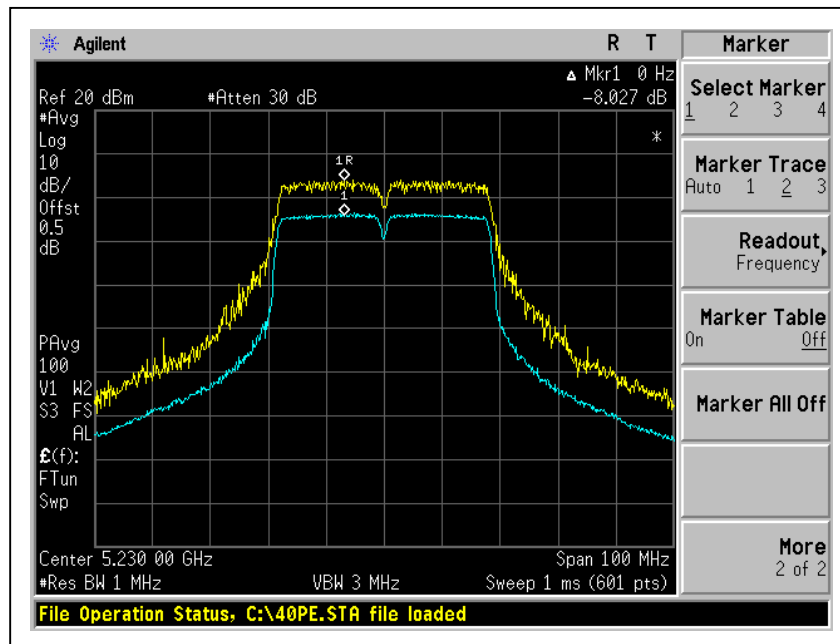 Agilent R T
Δ Mkr1 0 Hz
Ref 20 dBm #Atten 30 dB -8.027 dB
#Avg
Log
10
dB/
Offst
0.5
dB
1R
1
*
PAvg
100
V1 W2
S3 FS
AL
£(f):
FTun
Swp
Center 5.230 00 GHz Span 100 MHz
#Res BW 1 MHz VBW 3 MHz Sweep 1 ms (601 pts)
File Operation Status, C:\40PE.STA file loaded
Marker
Select Marker
1 2 3 4
Marker Trace
Auto 1 2 3
Readout
Frequency
Marker Table
On Off
Marker All Off
More
2 of 2